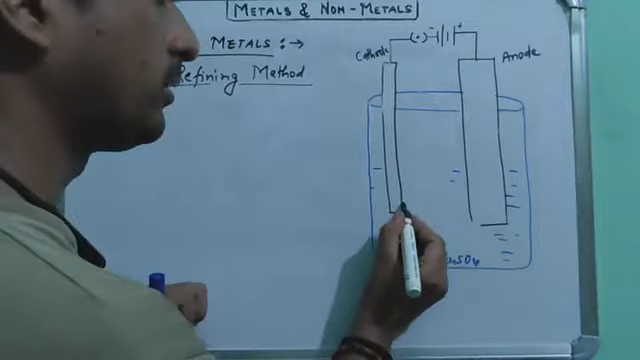 METALS & NON-METALS
METALS :→
Refining Method
Cathode
- +
Anode